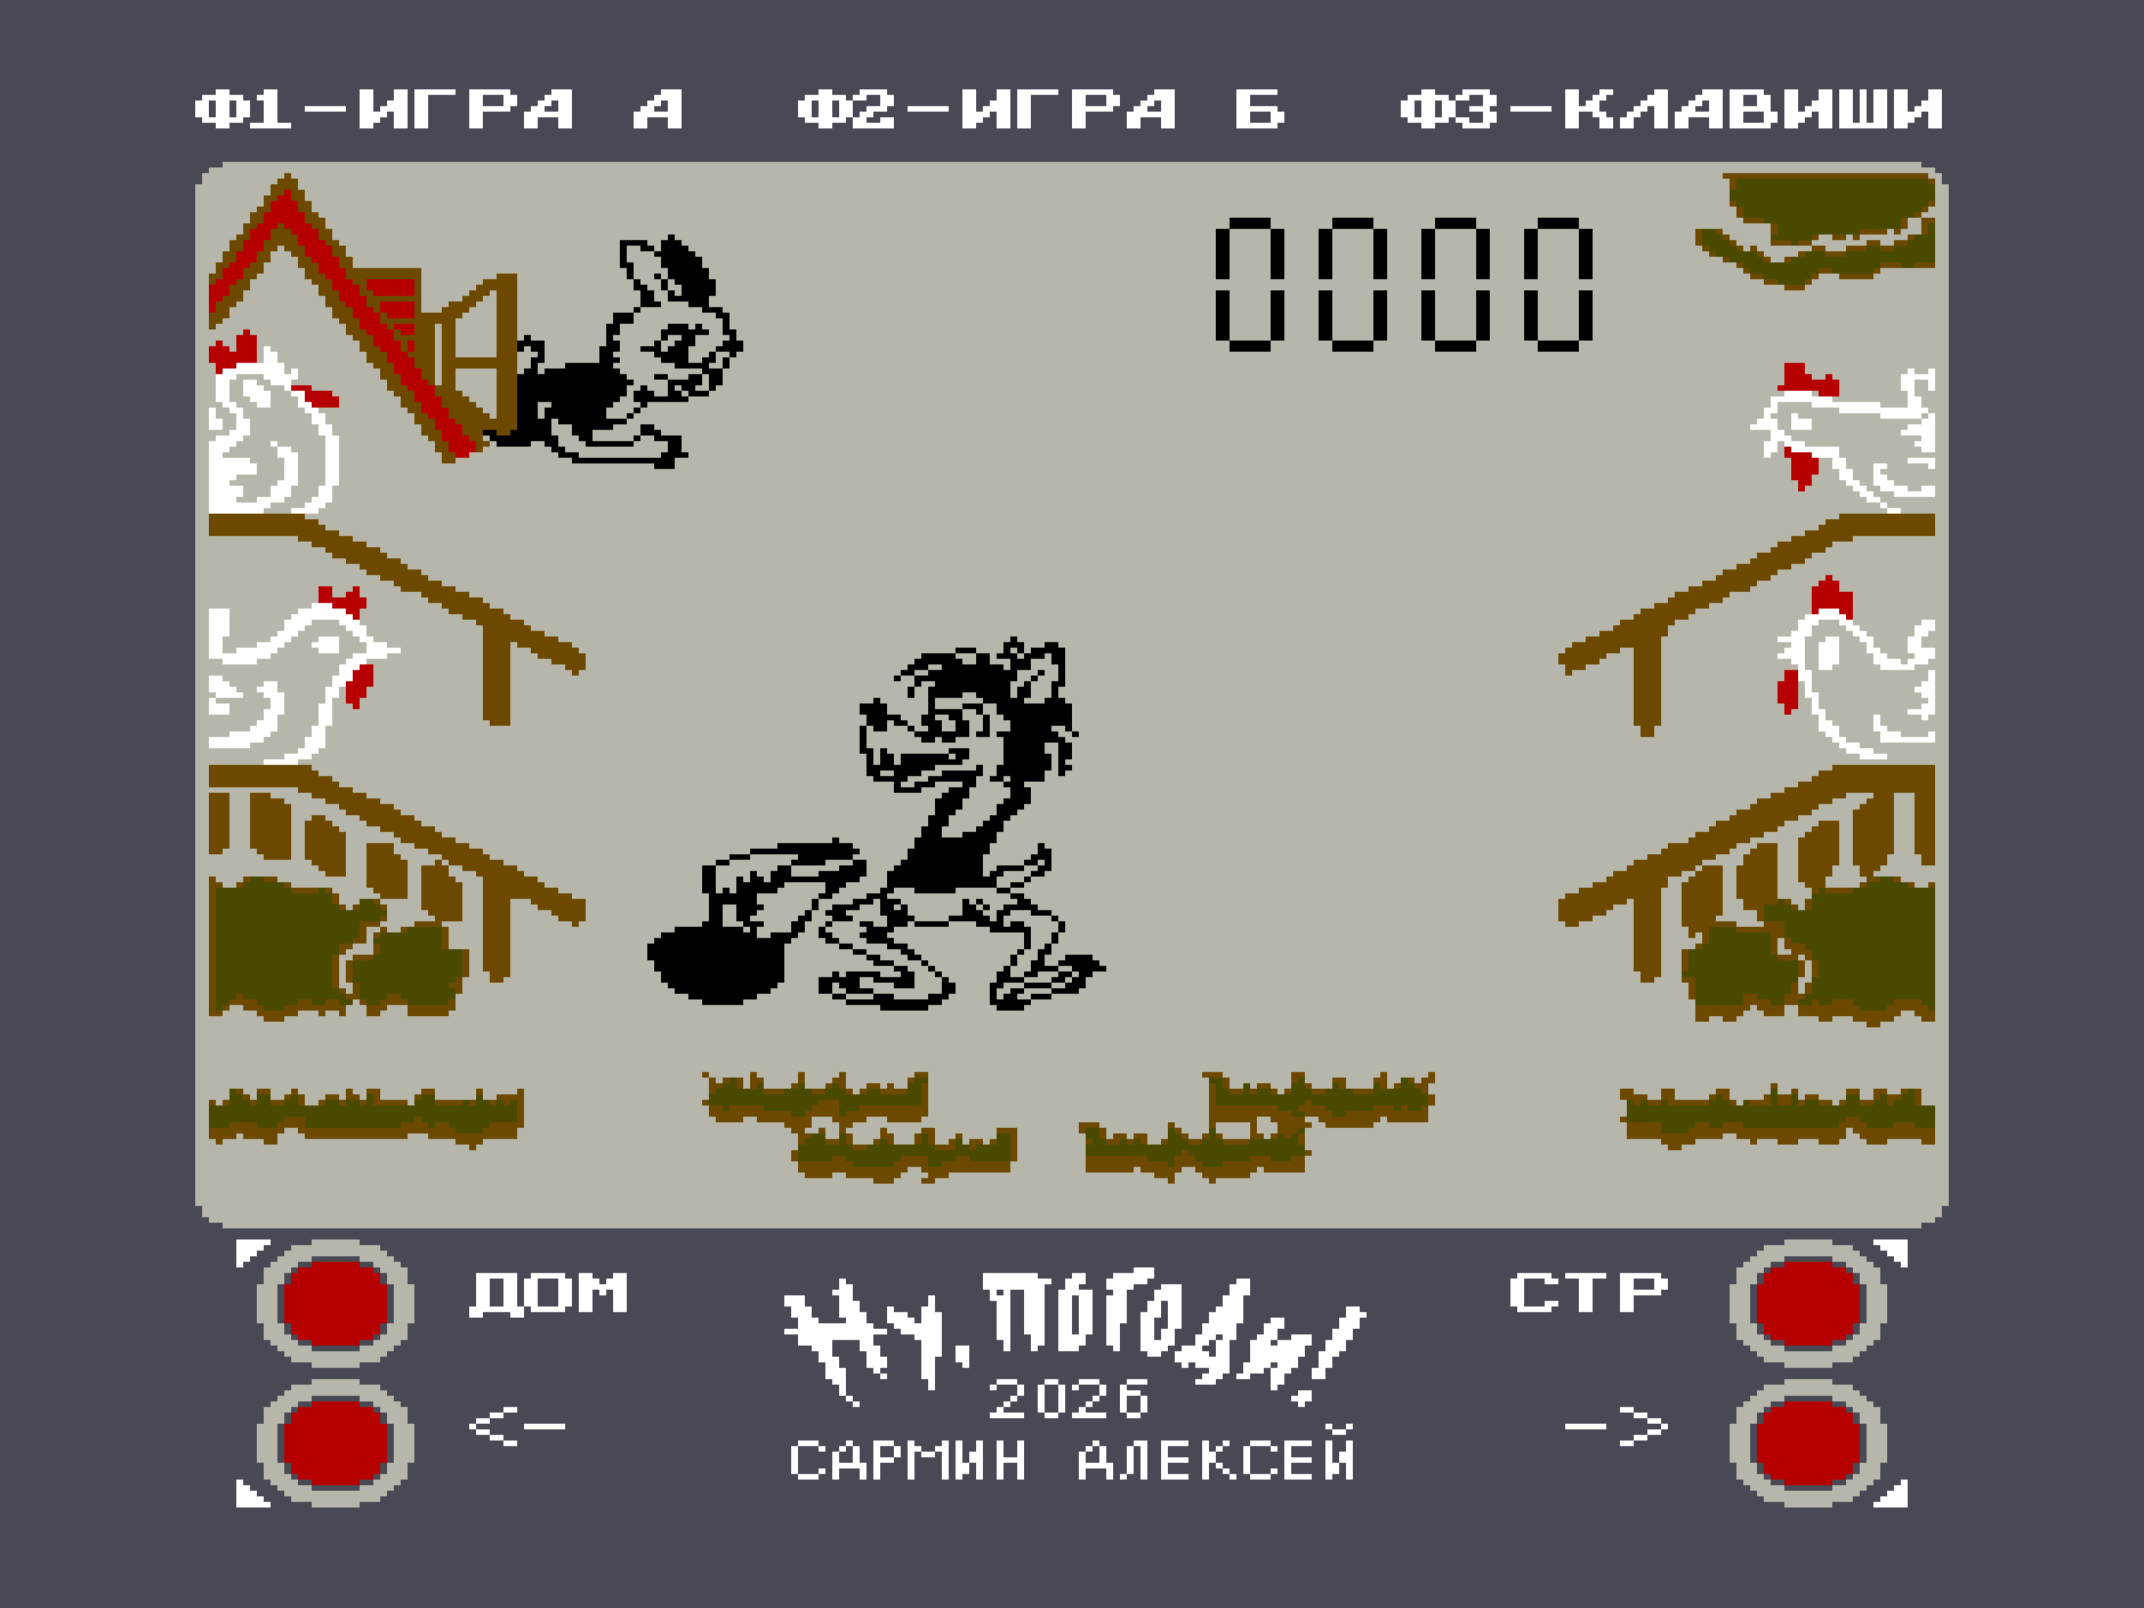 Ф1-ИГРА А Ф2-ИГРА Б Ф3-КЛАВИШИ
0000
ДОМ
СТР
Ну, погоди!
<-
->
2026
САРМИН АЛЕКСЕЙ